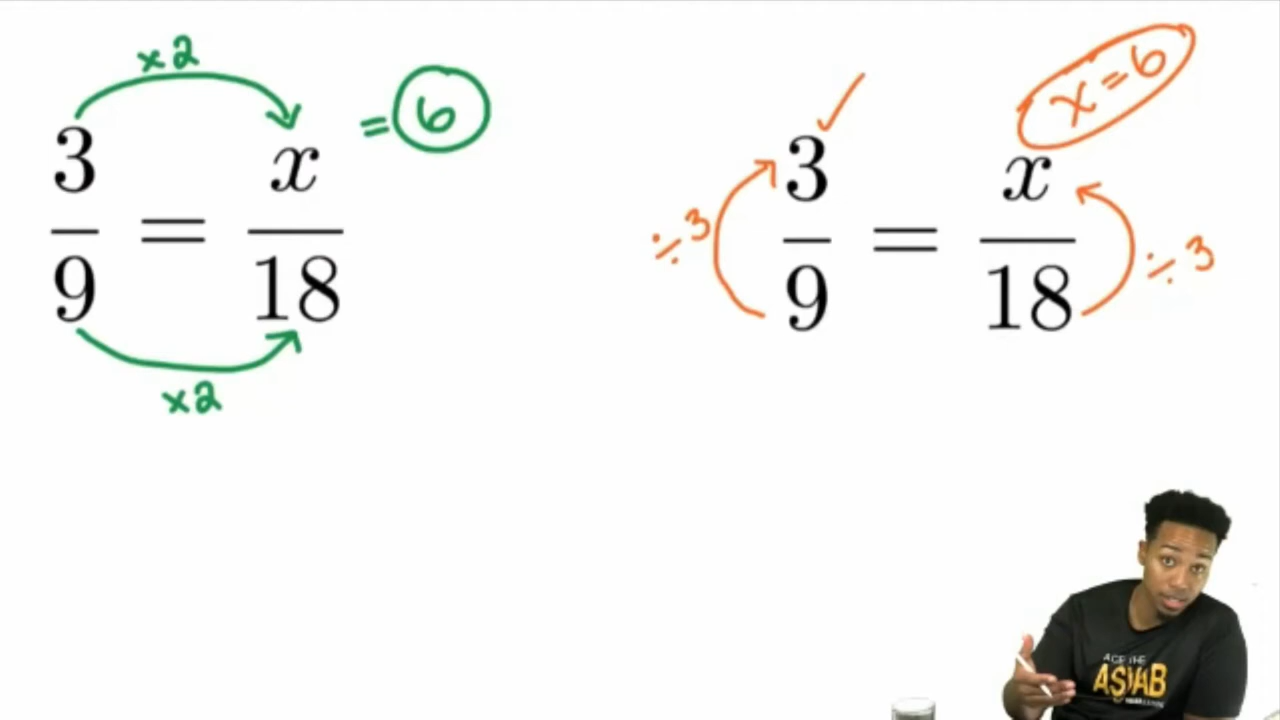 ×2
3/9 = x/18 = 6
×2
÷3 3/9 = x/18 ÷3
x = 6
ACE THE
ASVAB